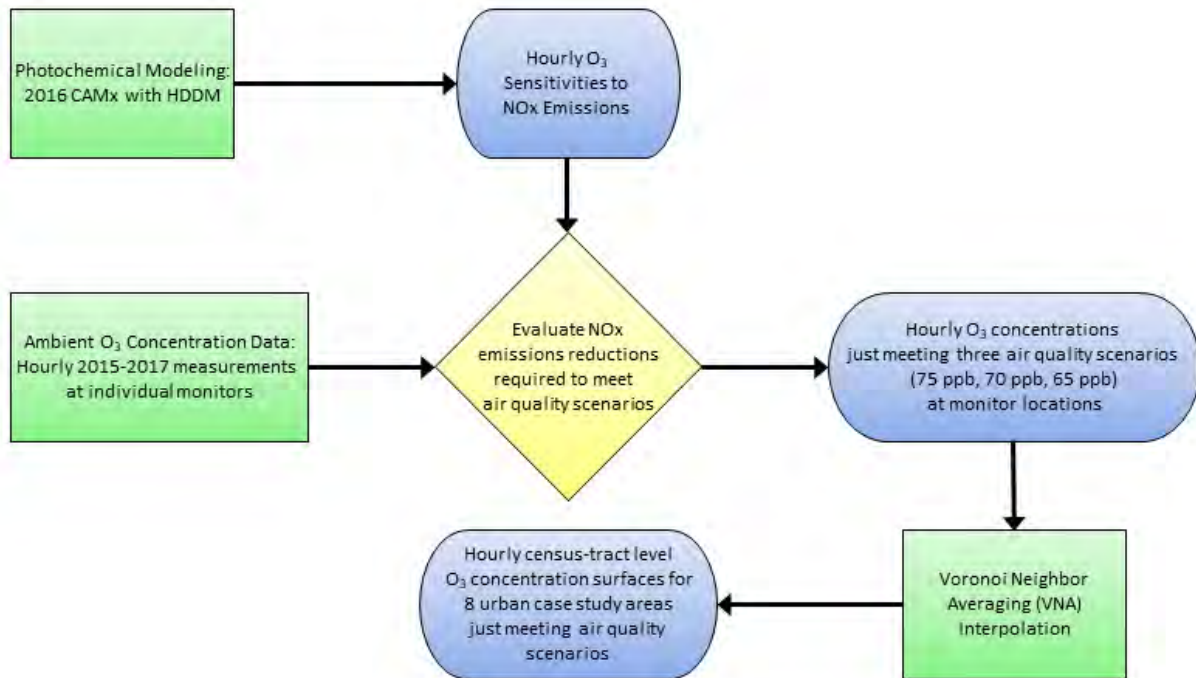 Photochemical Modeling:
2016 CAMx with HDDM
Hourly O₃
Sensitivities to
NOx Emissions
Ambient O₃ Concentration Data:
Hourly 2015-2017 measurements
at individual monitors
Evaluate NOx
emissions reductions
required to meet
air quality scenarios
Hourly O₃ concentrations
just meeting three air quality scenarios
(75 ppb, 70 ppb, 65 ppb)
at monitor locations
Hourly census-tract level
O₃ concentration surfaces for
8 urban case study areas
just meeting air quality
scenarios
Voronoi Neighbor
Averaging (VNA)
Interpolation